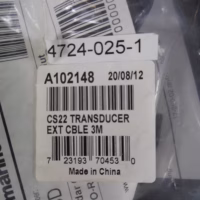 4724-025-1
A102148 20/08/12
CS22 TRANSDUCER
EXT CBLE 3M
7 23193 70453 0
Made in China